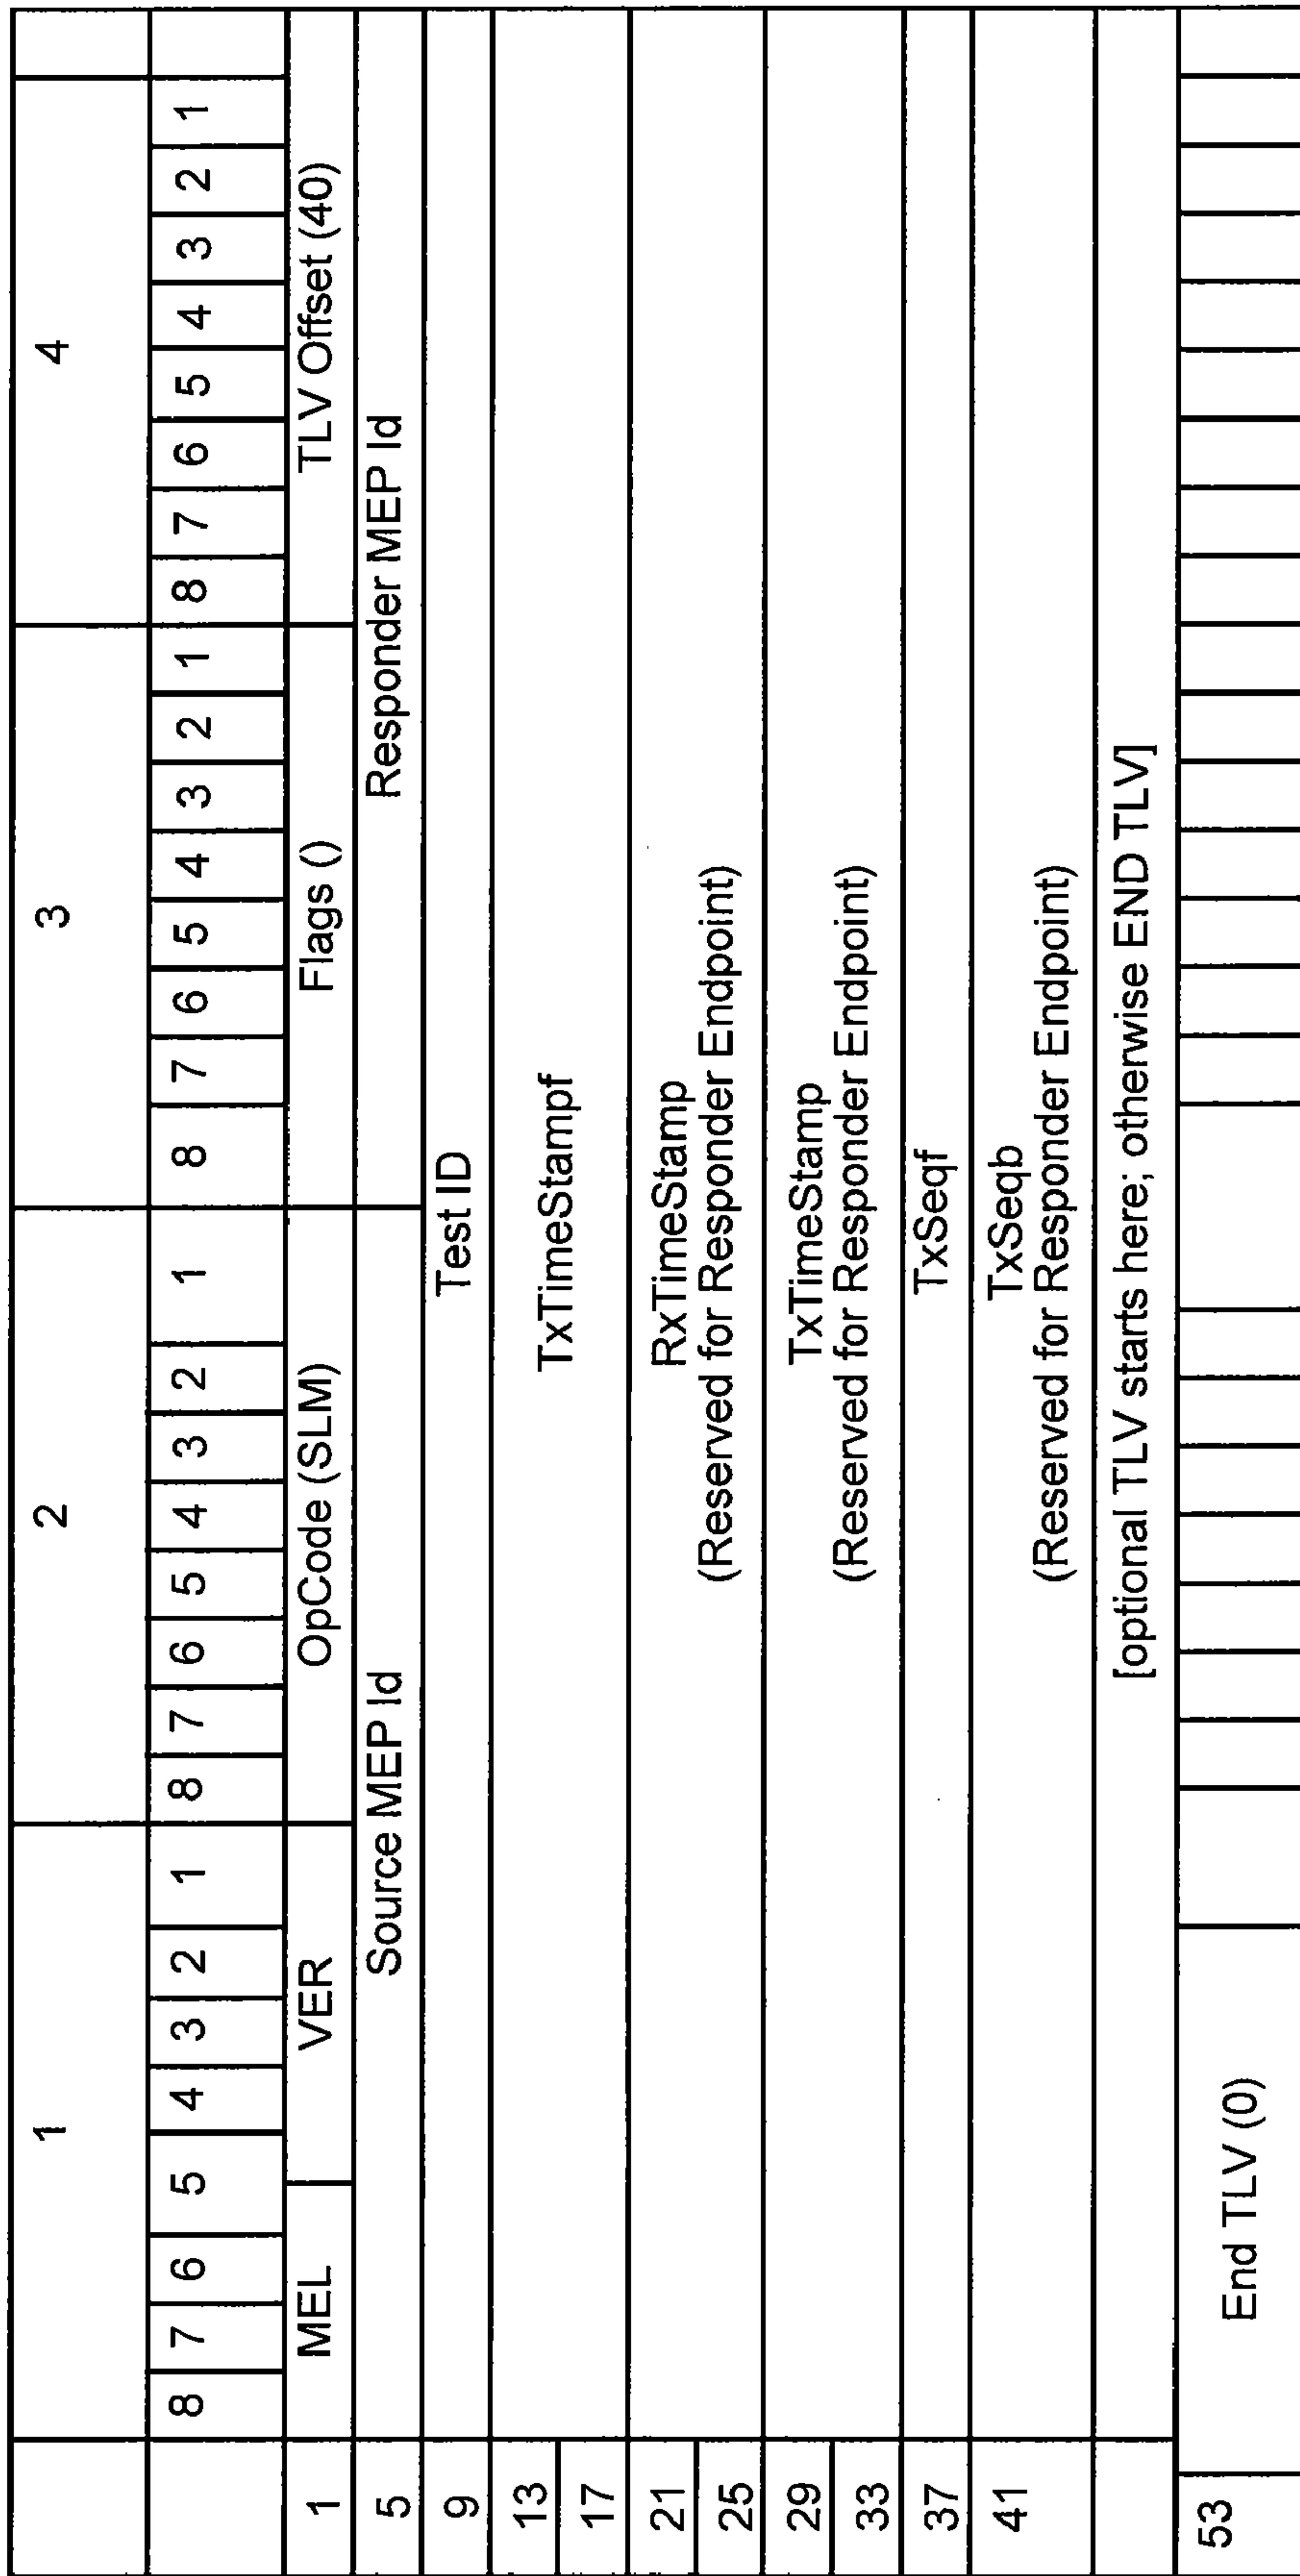 1 2 3 4
8 7 6 5 4 3 2 1 8 7 6 5 4 3 2 1 8 7 6 5 4 3 2 1 8 7 6 5 4 3 2 1
1 MEL VER OpCode (SLM) Flags () TLV Offset (40)
5 Source MEP Id Responder MEP Id
9 Test ID
13
TxTimeStampf
17
21 RxTimeStamp
25 (Reserved for Responder Endpoint)
29 TxTimeStamp
33 (Reserved for Responder Endpoint)
37 TxSeqf
41 TxSeqb
(Reserved for Responder Endpoint)
[optional TLV starts here; otherwise END TLV]
53 End TLV (0)